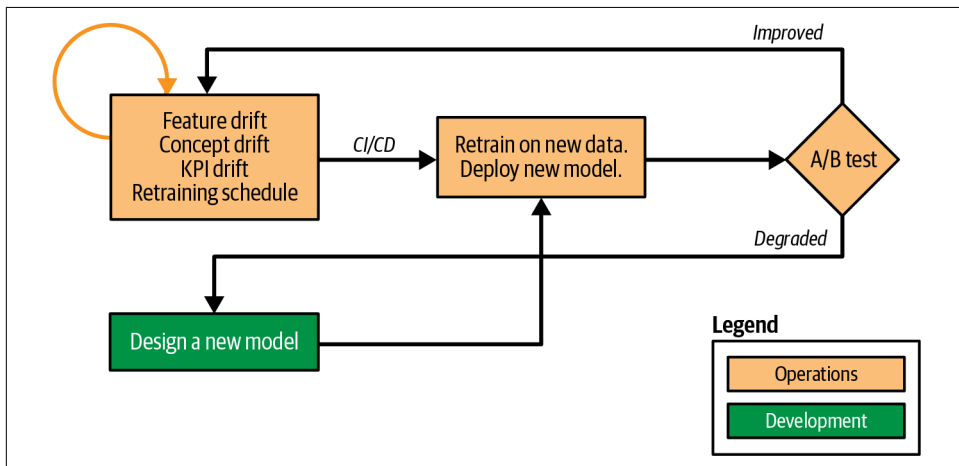 Improved
Feature drift
Concept drift
KPI drift
Retraining schedule
CI/CD
Retrain on new data.
Deploy new model.
A/B test
Degraded
Design a new model
Legend
Operations
Development